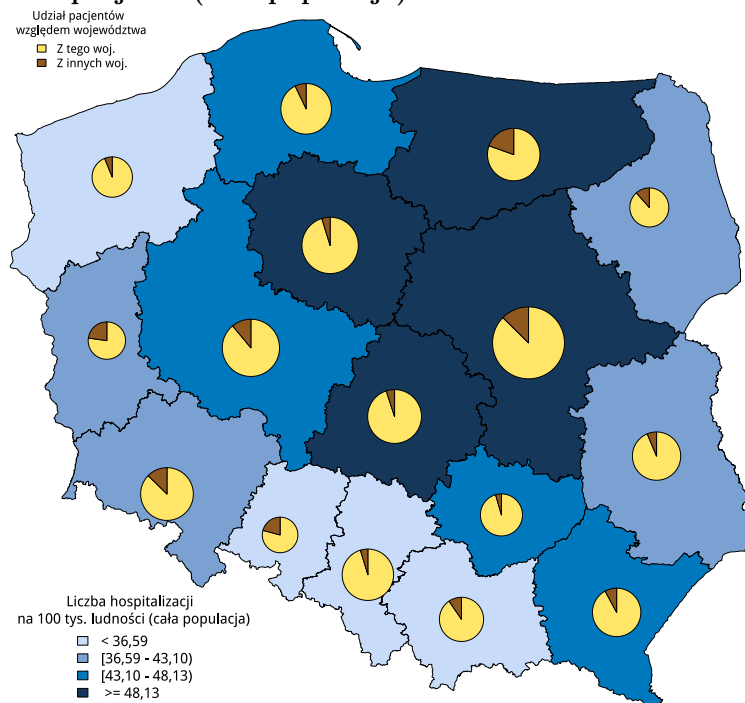 Udział pacjentów
względem województwa
Z tego woj.
Z innych woj.
Liczba hospitalizacji
na 100 tys. ludności (cała populacja)
< 36,59
[36,59 - 43,10)
[43,10 - 48,13)
>= 48,13